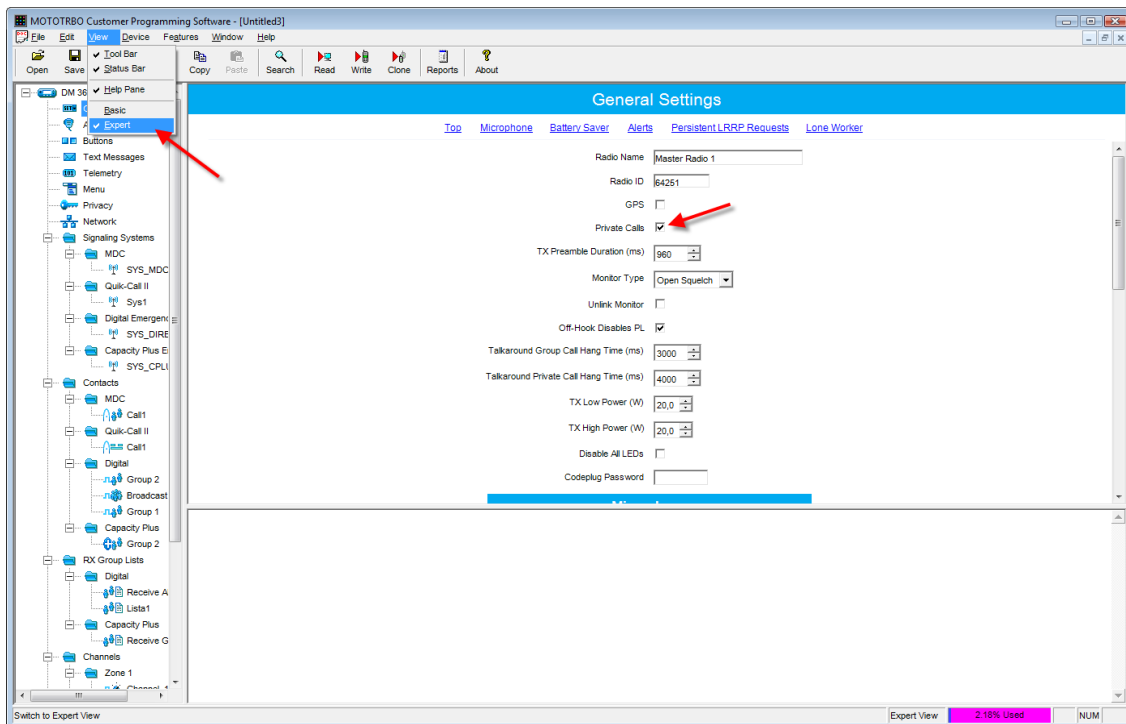 MOTOTRBO Customer Programming Software - [Untitled3]
File Edit View Device Features Window Help
Open Save Copy Paste Search Read Write Clone Reports About
Tool Bar
Status Bar
Help Pane
Basic
Expert
DM 36
Buttons
Text Messages
Telemetry
Menu
Privacy
Network
Signaling Systems
MDC
SYS_MDC
Quik-Call II
Sys1
Digital Emergenc
SYS_DIRE
Capacity Plus E
SYS_CPLU
Contacts
MDC
Call1
Quik-Call II
Call1
Digital
Group 2
Broadcast
Group 1
Capacity Plus
Group 2
RX Group Lists
Digital
Receive A
Lista1
Capacity Plus
Receive G
Channels
Zone 1
General Settings
Top Microphone Battery Saver Alerts Persistent LRRP Requests Lone Worker
Radio Name Master Radio 1
Radio ID 64251
GPS
Private Calls
TX Preamble Duration (ms) 960
Monitor Type Open Squelch
Unlink Monitor
Off-Hook Disables PL
Talkaround Group Call Hang Time (ms) 3000
Talkaround Private Call Hang Time (ms) 4000
TX Low Power (W) 20,0
TX High Power (W) 20,0
Disable All LEDs
Codeplug Password
Switch to Expert View Expert View 2.18% Used NUM